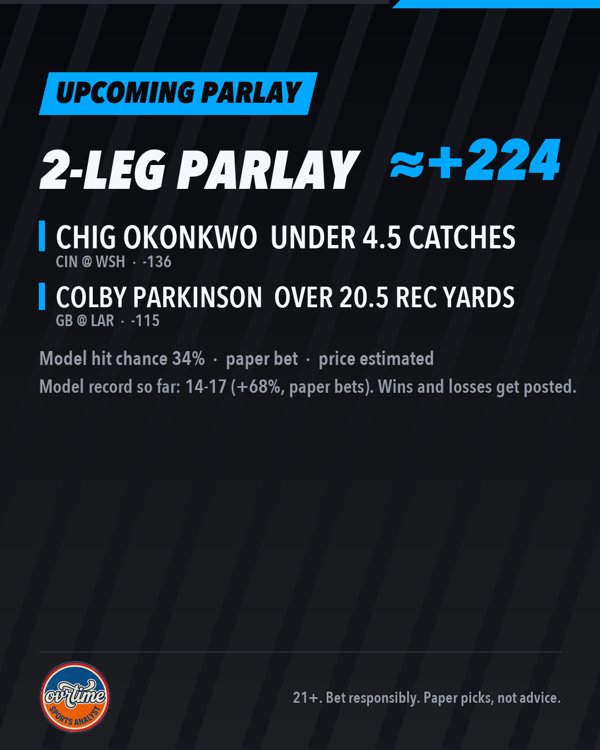 UPCOMING PARLAY
2-LEG PARLAY ≈+224
CHIG OKONKWO UNDER 4.5 CATCHES
CIN @ WSH · -136
COLBY PARKINSON OVER 20.5 REC YARDS
GB @ LAR · -115
Model hit chance 34% · paper bet · price estimated
Model record so far: 14-17 (+68%, paper bets). Wins and losses get posted.
ovrtime
SPORTS ANALYST
21+. Bet responsibly. Paper picks, not advice.